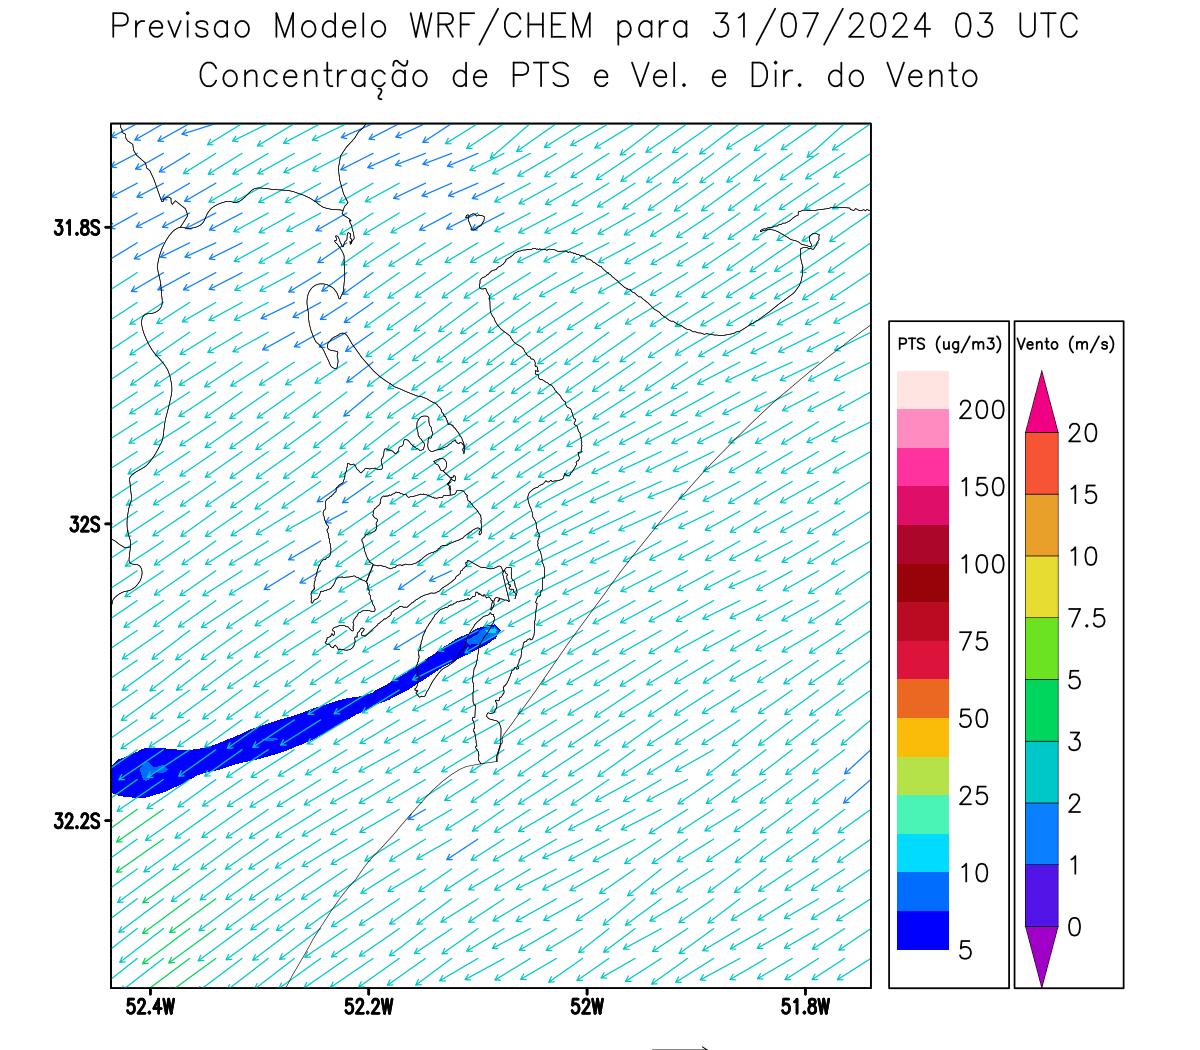 Previsao Modelo WRF/CHEM para 31/07/2024 03 UTC
Concentração de PTS e Vel. e Dir. do Vento
31.8S
32S
32.2S
52.4W
52.2W
52W
51.8W
PTS (ug/m3)
200
150
100
75
50
25
10
5
Vento (m/s)
20
15
10
7.5
5
3
2
1
0